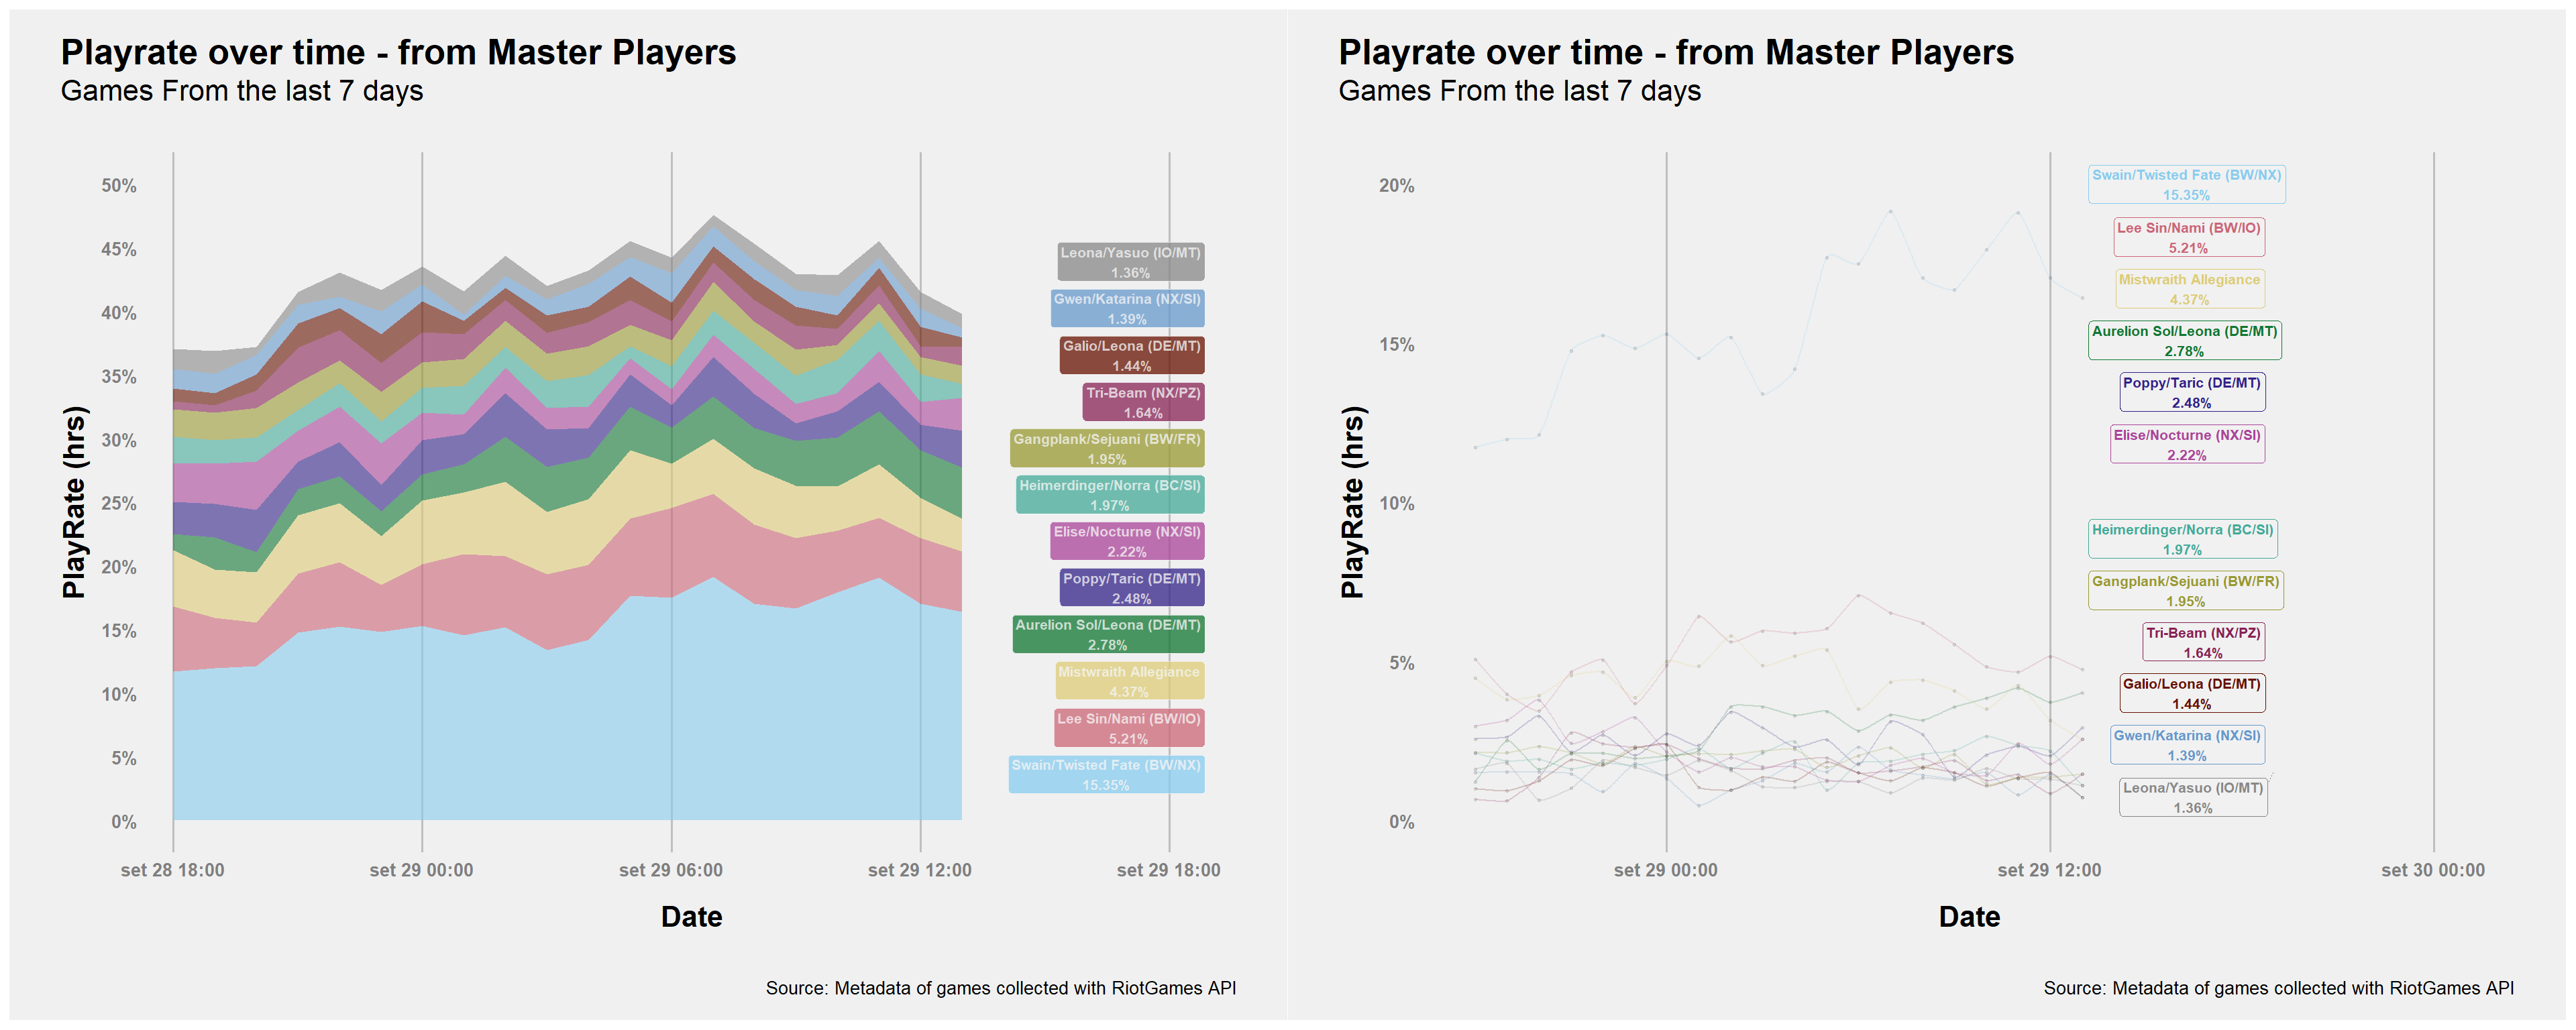 Playrate over time - from Master Players
Games From the last 7 days
PlayRate (hrs)
50%
45%
40%
35%
30%
25%
20%
15%
10%
5%
0%
Leona/Yasuo (IO/MT)
1.36%
Gwen/Katarina (NX/SI)
1.39%
Galio/Leona (DE/MT)
1.44%
Tri-Beam (NX/PZ)
1.64%
Gangplank/Sejuani (BW/FR)
1.95%
Heimerdinger/Norra (BC/SI)
1.97%
Elise/Nocturne (NX/SI)
2.22%
Poppy/Taric (DE/MT)
2.48%
Aurelion Sol/Leona (DE/MT)
2.78%
Mistwraith Allegiance
4.37%
Lee Sin/Nami (BW/IO)
5.21%
Swain/Twisted Fate (BW/NX)
15.35%
set 28 18:00
set 29 00:00
set 29 06:00
set 29 12:00
set 29 18:00
Date
Source: Metadata of games collected with RiotGames API
Playrate over time - from Master Players
Games From the last 7 days
PlayRate (hrs)
20%
15%
10%
5%
0%
Swain/Twisted Fate (BW/NX)
15.35%
Lee Sin/Nami (BW/IO)
5.21%
Mistwraith Allegiance
4.37%
Aurelion Sol/Leona (DE/MT)
2.78%
Poppy/Taric (DE/MT)
2.48%
Elise/Nocturne (NX/SI)
2.22%
Heimerdinger/Norra (BC/SI)
1.97%
Gangplank/Sejuani (BW/FR)
1.95%
Tri-Beam (NX/PZ)
1.64%
Galio/Leona (DE/MT)
1.44%
Gwen/Katarina (NX/SI)
1.39%
Leona/Yasuo (IO/MT)
1.36%
set 29 00:00
set 29 12:00
set 30 00:00
Date
Source: Metadata of games collected with RiotGames API